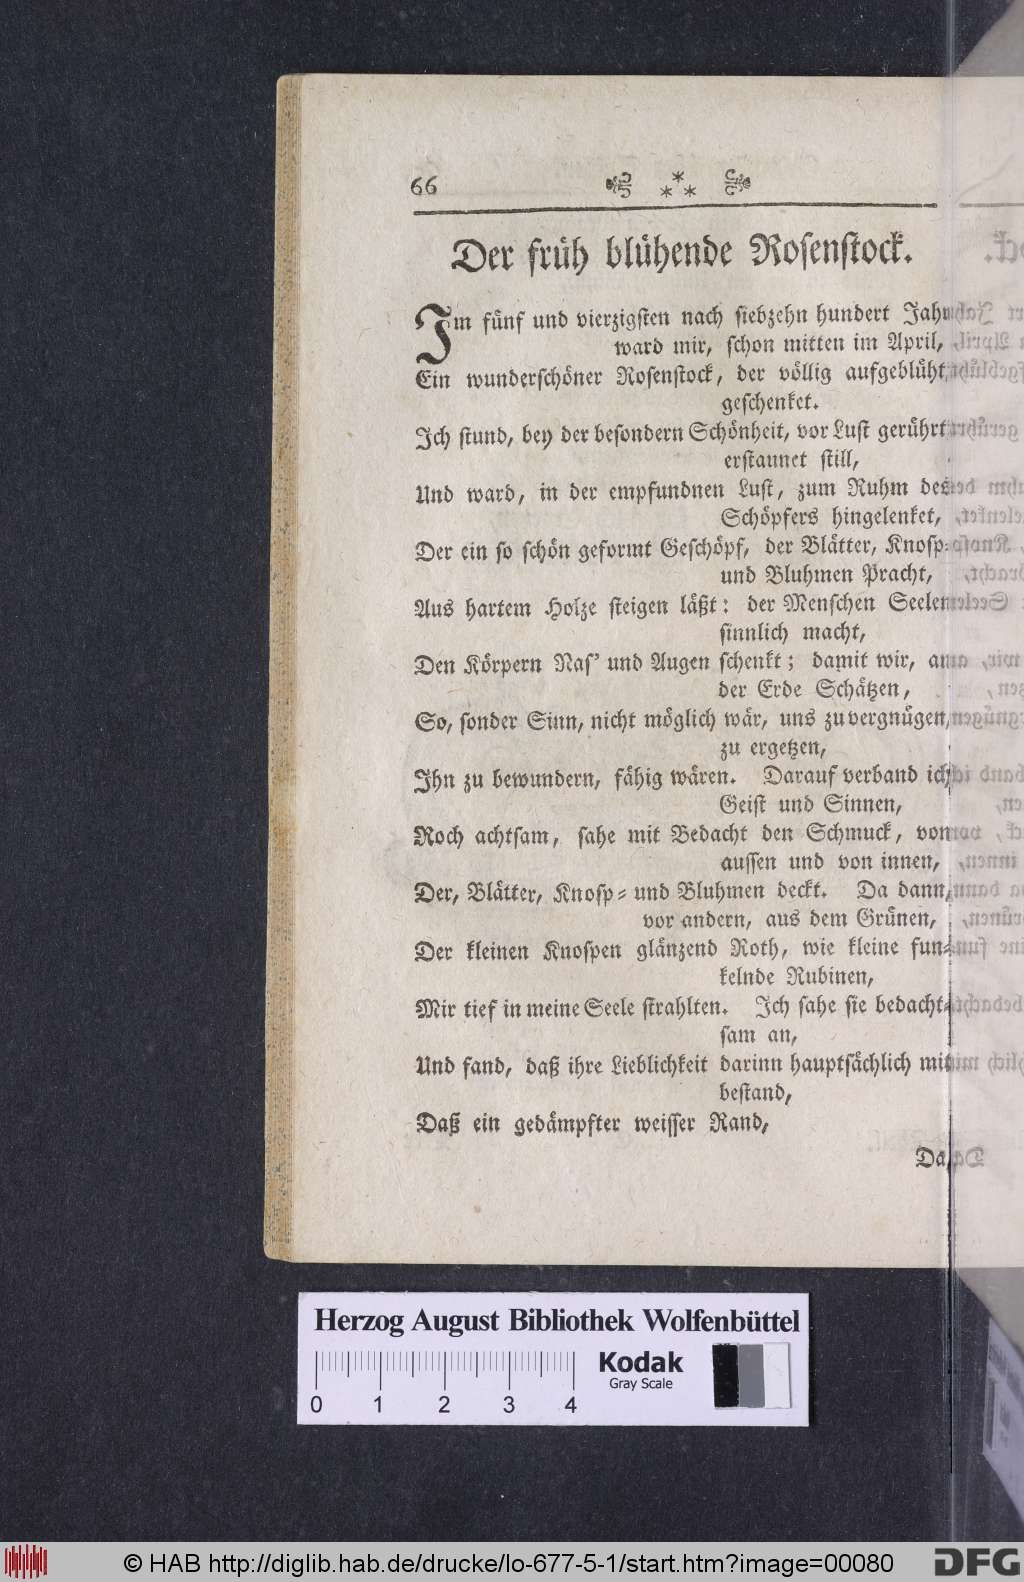 66
Der früh blühende Rosenstock.
Im fünf und vierzigsten nach siebzehn hundert Jahr
ward mir, schon mitten im April,
Ein wunderschöner Rosenstock, der völlig aufgeblüht,
geschenket.
Ich stund, bey der besondern Schönheit, vor Lust gerührt
erstaunet still,
Und ward, in der empfundnen Lust, zum Ruhm des
Schöpfers hingelenket,
Der ein so schön geformt Geschöpf, der Blätter, Knosp-
und Bluhmen Pracht,
Aus hartem Holze steigen läßt: der Menschen Seelen
sinnlich macht,
Den Körpern Nas' und Augen schenkt; damit wir, an
der Erde Schätzen,
So, sonder Sinn, nicht möglich wär, uns zu vergnügen,
zu ergetzen,
Ihn zu bewundern, fähig wären. Darauf verband ich,
Geist und Sinnen,
Noch achtsam, sahe mit Bedacht den Schmuck, von
aussen und von innen,
Der, Blätter, Knosp- und Bluhmen deckt. Da dann,
vor andern, aus dem Grünen,
Der kleinen Knospen glänzend Roth, wie kleine fun-
kelnde Rubinen,
Mir tief in meine Seele strahlten. Ich sahe sie bedacht-
sam an,
Und fand, daß ihre Lieblichkeit darinn hauptsächlich mit
bestand,
Daß ein gedämpfter weisser Rand,
Da
Herzog August Bibliothek Wolfenbüttel
Kodak
Gray Scale
0 1 2 3 4
© HAB http://diglib.hab.de/drucke/lo-677-5-1/start.htm?image=00080
DFG